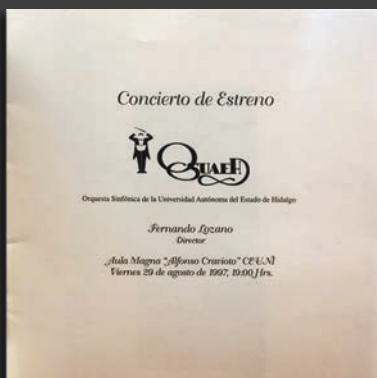 Concierto de Estreno
OSUAEH
Orquesta Sinfónica de la Universidad Autónoma del Estado de Hidalgo
Fernando Lozano
Director
Aula Magna "Alfonso Cravioto" CEUNI
Viernes 29 de agosto de 1997, 19:00 Hrs.